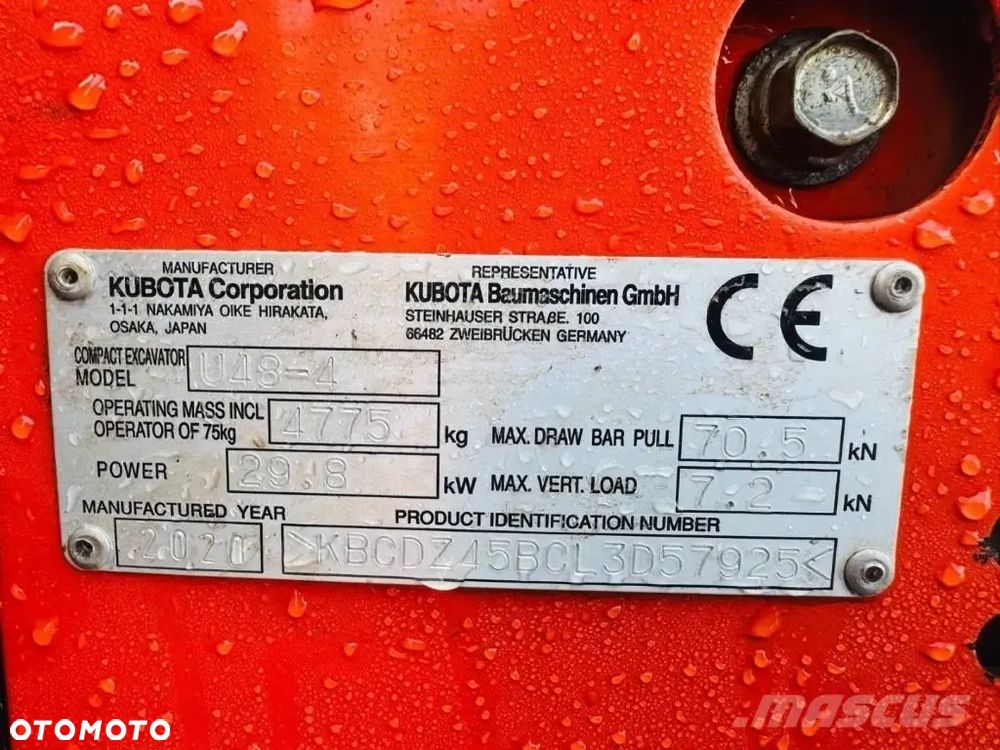 MANUFACTURER
KUBOTA Corporation
1-1-1 NAKAMIYA OIKE HIRAKATA,
OSAKA, JAPAN
REPRESENTATIVE
KUBOTA Baumaschinen GmbH
STEINHAUSER STRAßE. 100
66482 ZWEIBRÜCKEN GERMANY
CE
COMPACT EXCAVATOR
MODEL U48-4
OPERATING MASS INCL
OPERATOR OF 75kg 4775 kg
MAX. DRAW BAR PULL 70.5 kN
POWER 29.8 kW
MAX. VERT. LOAD 7.2 kN
MANUFACTURED YEAR
2020
PRODUCT IDENTIFICATION NUMBER
>KBCDZ45BCL3D57925<
OTOMOTO
mascus